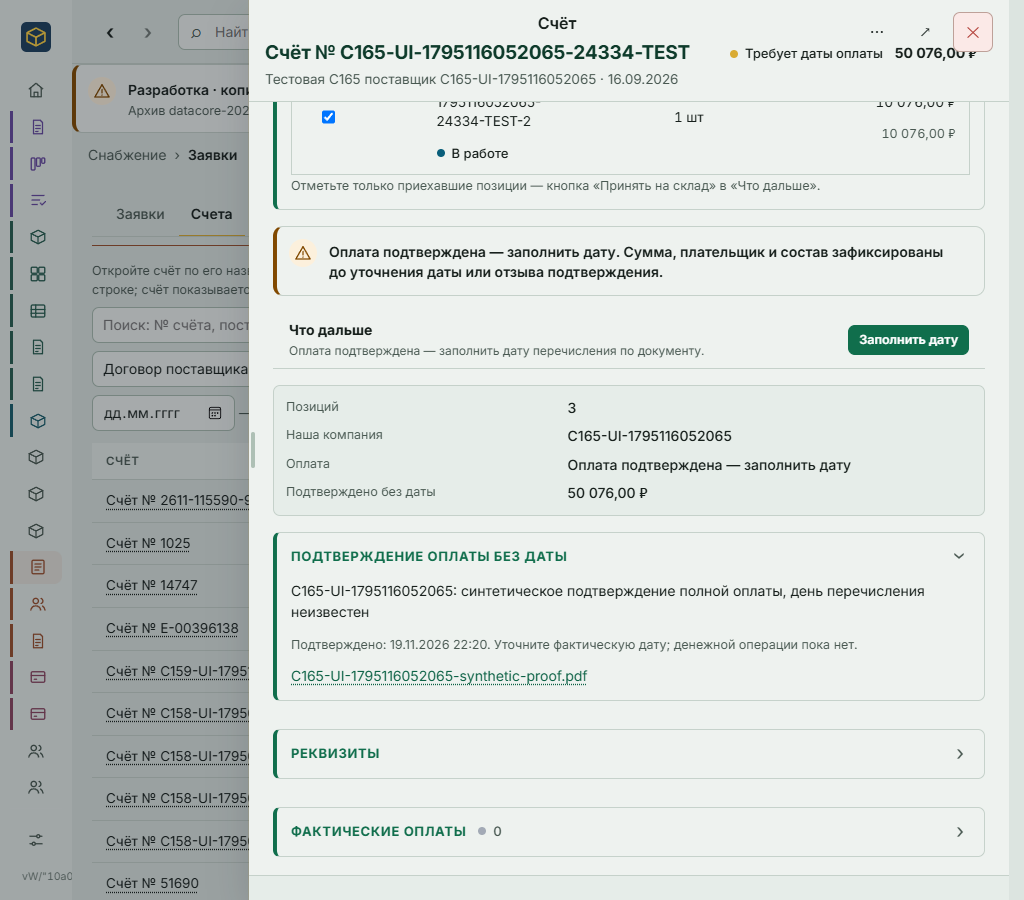 Счёт
Счёт № C165-UI-1795116052065-24334-TEST
Требует даты оплаты 50 076,00 ₽
Тестовая C165 поставщик C165-UI-1795116052065 · 16.09.2026
Найт
Разработка · копи
Архив datacore-202
Снабжение › Заявки
Заявки Счета
Откройте счёт по его назв
строке; счёт показываетс
Поиск: № счёта, пост
Договор поставщика
дд.мм.гггг —
СЧЁТ
Счёт № 2611-115590-9
Счёт № 1025
Счёт № 14747
Счёт № E-00396138
Счёт № C159-UI-1795
Счёт № C158-UI-1795
Счёт № C158-UI-1795
Счёт № C158-UI-1795
Счёт № C158-UI-1795
Счёт № 51690
vW/"10a0
1795116052065-
24334-TEST-2
1 шт
10 076,00 ₽
10 076,00 ₽
В работе
Отметьте только приехавшие позиции — кнопка «Принять на склад» в «Что дальше».
Оплата подтверждена — заполнить дату. Сумма, плательщик и состав зафиксированы
до уточнения даты или отзыва подтверждения.
Что дальше
Оплата подтверждена — заполнить дату перечисления по документу.
Заполнить дату
Позиций 3
Наша компания C165-UI-1795116052065
Оплата Оплата подтверждена — заполнить дату
Подтверждено без даты 50 076,00 ₽
ПОДТВЕРЖДЕНИЕ ОПЛАТЫ БЕЗ ДАТЫ
C165-UI-1795116052065: синтетическое подтверждение полной оплаты, день перечисления
неизвестен
Подтверждено: 19.11.2026 22:20. Уточните фактическую дату; денежной операции пока нет.
C165-UI-1795116052065-synthetic-proof.pdf
РЕКВИЗИТЫ
ФАКТИЧЕСКИЕ ОПЛАТЫ 0